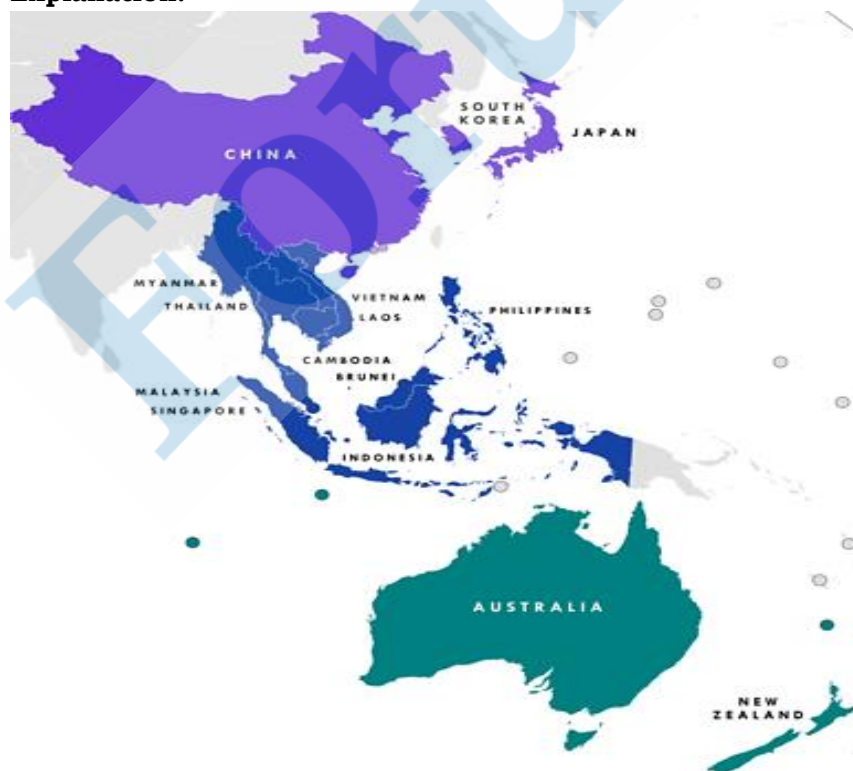 Explanation:
SOUTH
KOREA
JAPAN
CHINA
MYANMAR
THAILAND
VIETNAM
LAOS
PHILIPPINES
CAMBODIA
BRUNEI
MALAYSIA
SINGAPORE
INDONESIA
AUSTRALIA
NEW
ZEALAND